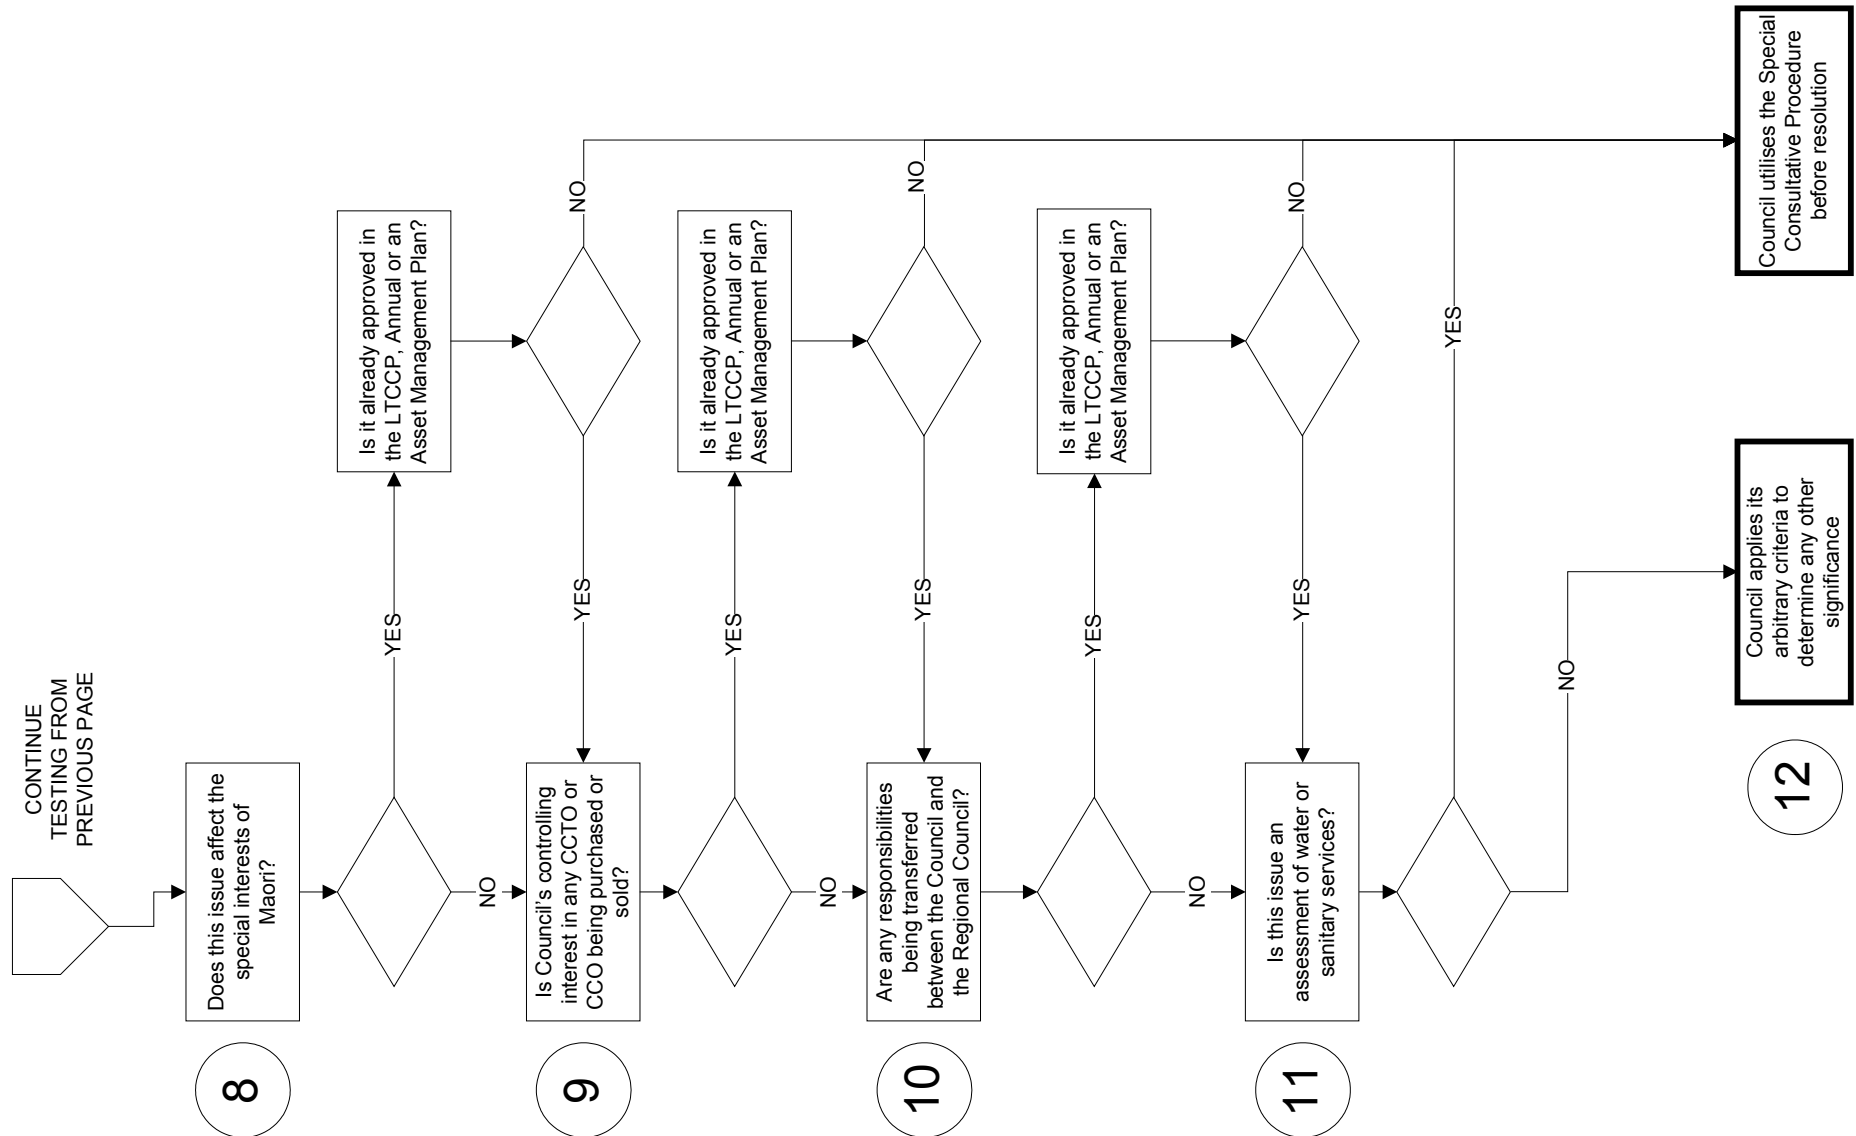 CONTINUE
TESTING FROM
PREVIOUS PAGE
8
Does this issue affect the
special interests of
Maori?
YES
Is it already approved in
the LTCCP, Annual or an
Asset Management Plan?
NO
NO
YES
9
Is Council's controlling
interest in any CCTO or
CCO being purchased or
sold?
YES
Is it already approved in
the LTCCP, Annual or an
Asset Management Plan?
NO
NO
YES
10
Are any responsibilities
being transferred
between the Council and
the Regional Council?
YES
Is it already approved in
the LTCCP, Annual or an
Asset Management Plan?
NO
NO
YES
11
Is this issue an
assessment of water or
sanitary services?
YES
NO
12
Council applies its
arbitrary criteria to
determine any other
significance
Council utilises the Special
Consultative Procedure
before resolution